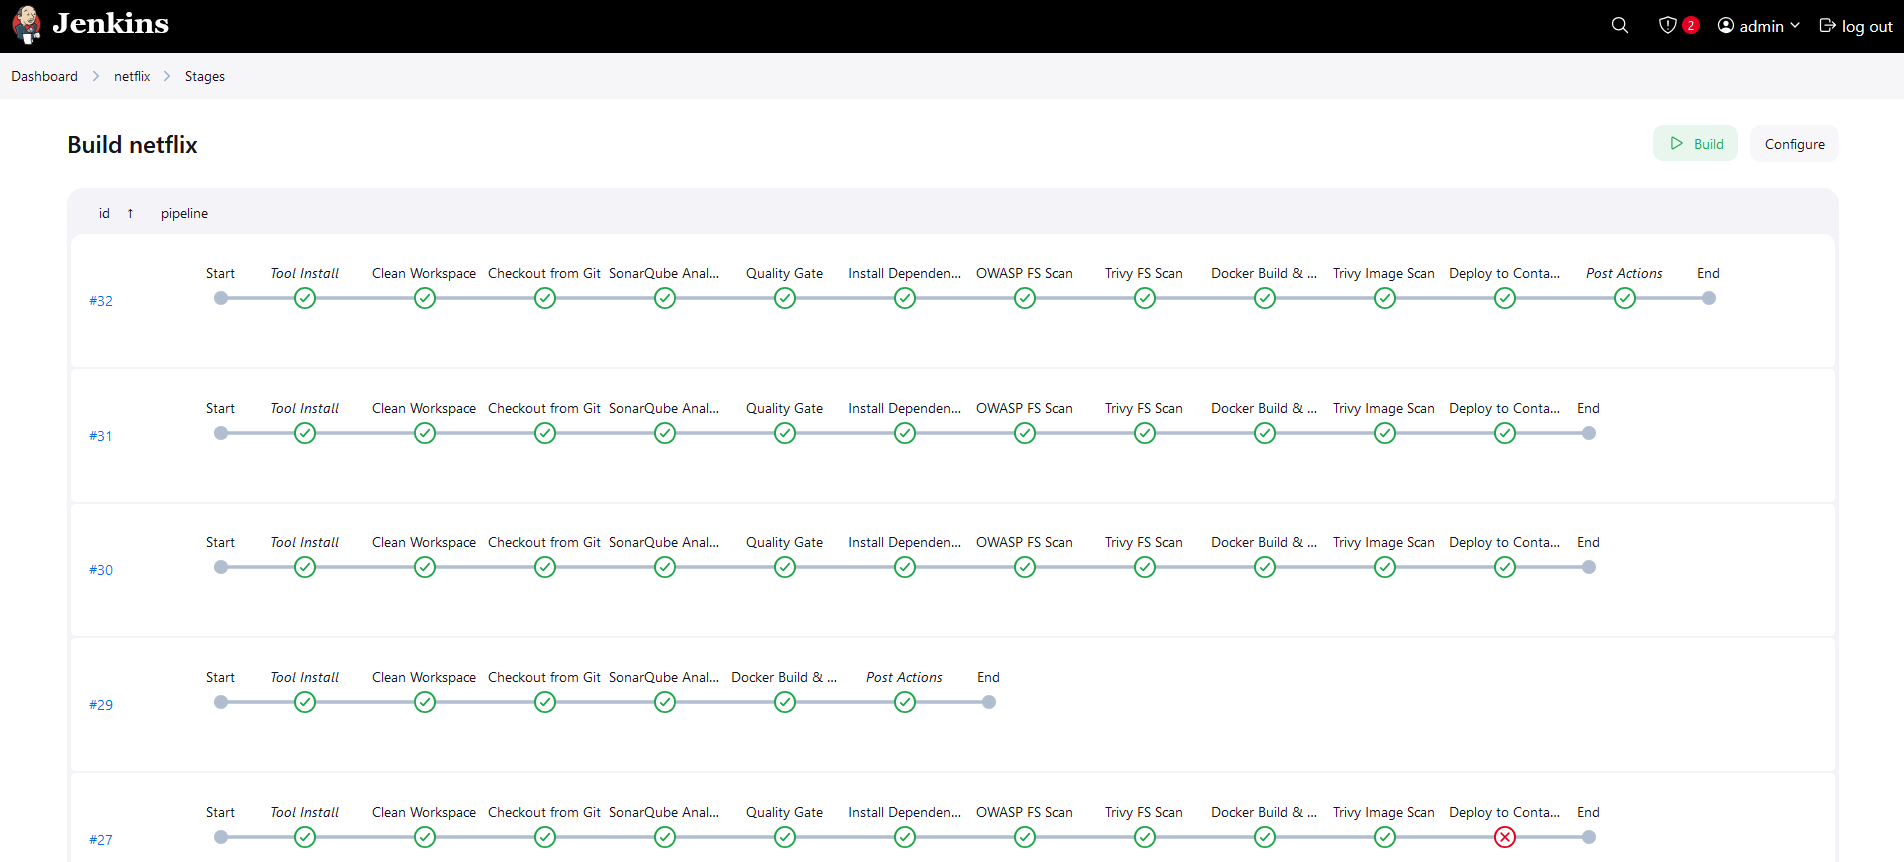 Jenkins
2
admin
log out
Dashboard
netflix
Stages
Build netflix
Build
Configure
id ↑ pipeline
Start Tool Install Clean Workspace Checkout from Git SonarQube Anal... Quality Gate Install Dependen... OWASP FS Scan Trivy FS Scan Docker Build & ... Trivy Image Scan Deploy to Conta... Post Actions End
#32
Start Tool Install Clean Workspace Checkout from Git SonarQube Anal... Quality Gate Install Dependen... OWASP FS Scan Trivy FS Scan Docker Build & ... Trivy Image Scan Deploy to Conta... End
#31
Start Tool Install Clean Workspace Checkout from Git SonarQube Anal... Quality Gate Install Dependen... OWASP FS Scan Trivy FS Scan Docker Build & ... Trivy Image Scan Deploy to Conta... End
#30
Start Tool Install Clean Workspace Checkout from Git SonarQube Anal... Docker Build & ... Post Actions End
#29
Start Tool Install Clean Workspace Checkout from Git SonarQube Anal... Quality Gate Install Dependen... OWASP FS Scan Trivy FS Scan Docker Build & ... Trivy Image Scan Deploy to Conta... End
#27